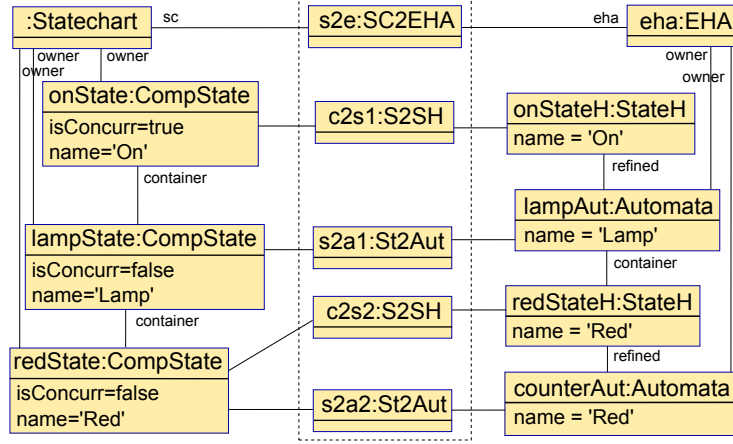 :Statechart
sc
s2e:SC2EHA
eha
eha:EHA
owner
owner
owner
owner
owner
onState:CompState
isConcurr=true
name='On'
c2s1:S2SH
onStateH:StateH
name = 'On'
container
refined
lampState:CompState
isConcurr=false
name='Lamp'
s2a1:St2Aut
lampAut:Automata
name = 'Lamp'
container
container
c2s2:S2SH
redStateH:StateH
name = 'Red'
redState:CompState
isConcurr=false
name='Red'
refined
s2a2:St2Aut
counterAut:Automata
name = 'Red'